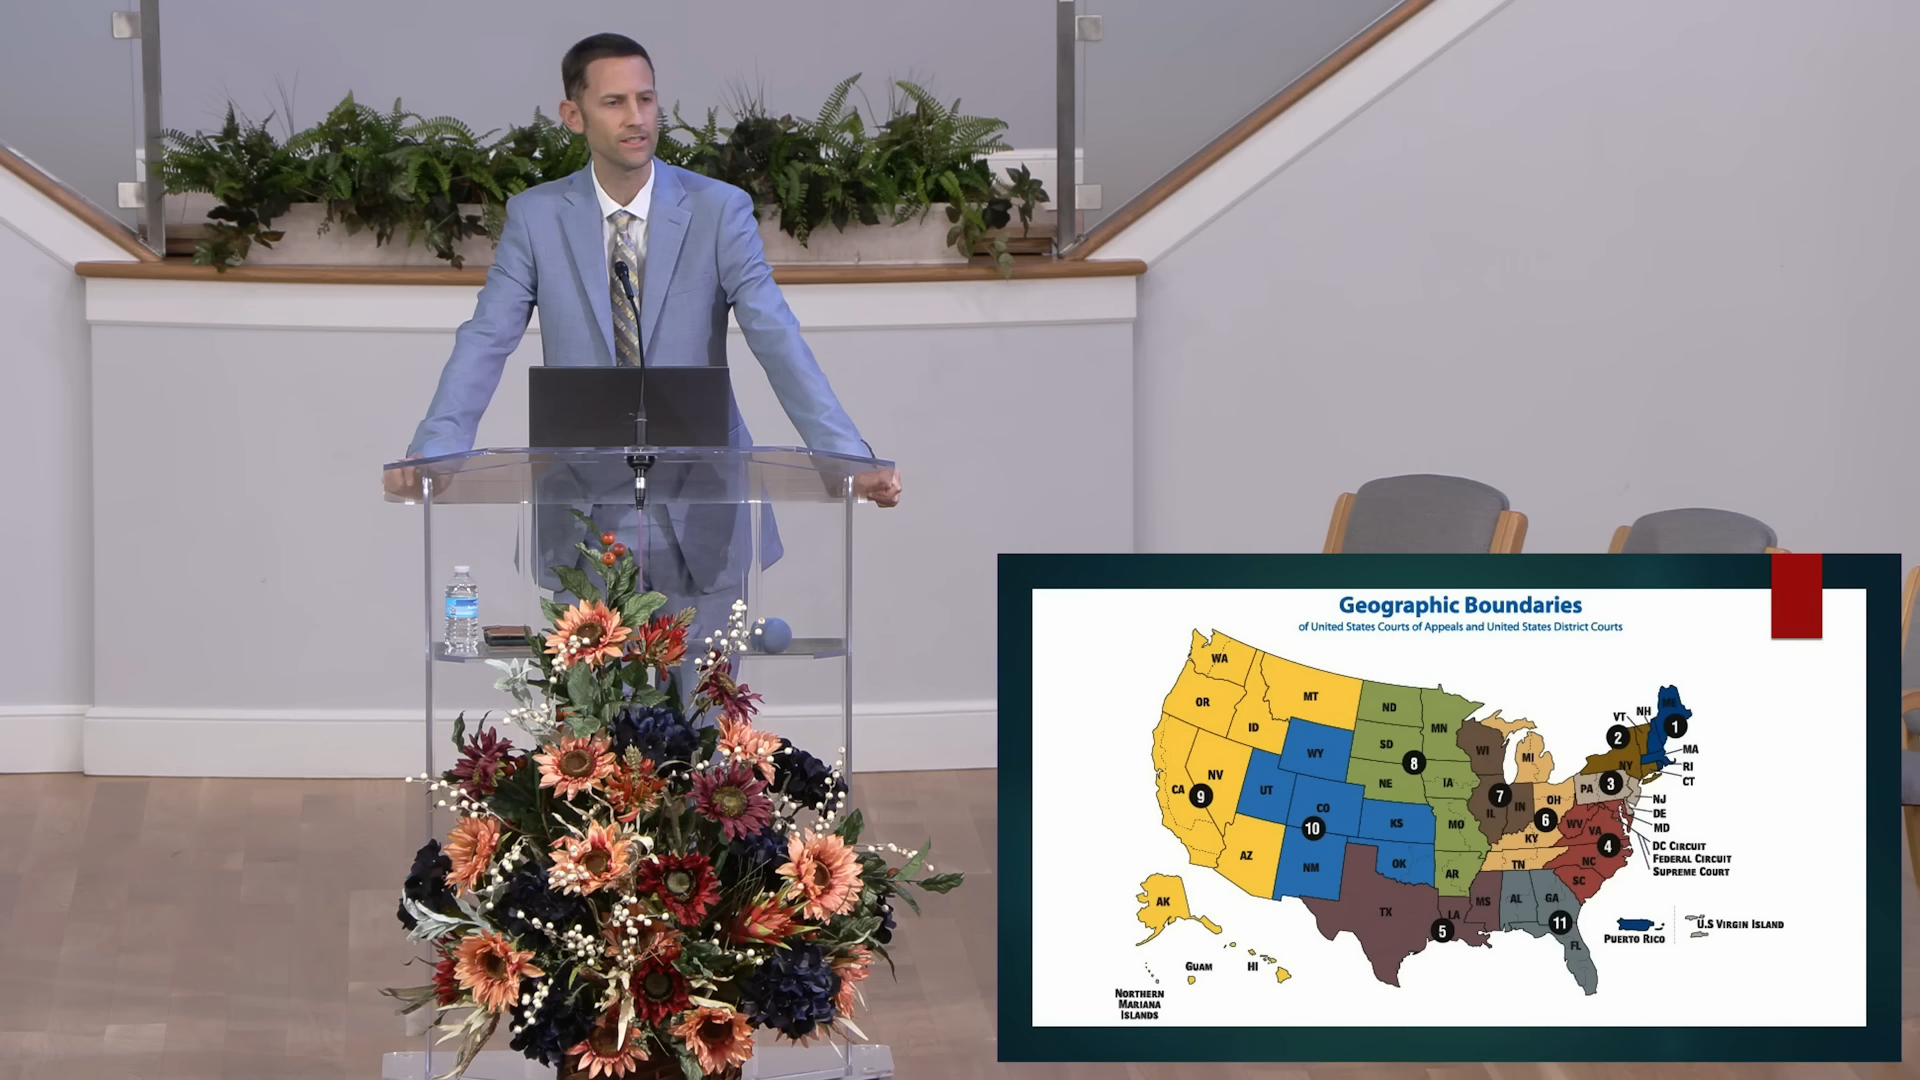 Geographic Boundaries
of United States Courts of Appeals and United States District Courts
WA
OR
ID
MT
ND
MN
SD
8
NE
IA
WY
NV
CA
9
UT
CO
10
KS
MO
AZ
NM
OK
AR
TX
LA
5
MS
AL
GA
11
FL
WI
7
IL
IN
MI
OH
6
KY
TN
WV
VA
4
NC
SC
PA
3
NY
2
VT
NH
ME
1
MA
RI
CT
NJ
DE
MD
DC Circuit
Federal Circuit
Supreme Court
AK
Guam
HI
Northern
Mariana
Islands
Puerto Rico
U.S Virgin Island